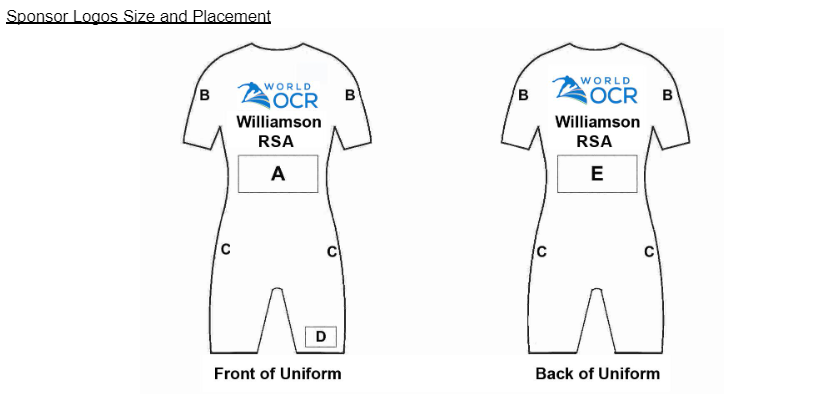 Sponsor Logos Size and Placement
WORLD
OCR
B
B
Williamson
RSA
A
C
C
D
Front of Uniform
WORLD
OCR
B
B
Williamson
RSA
E
C
C
Back of Uniform